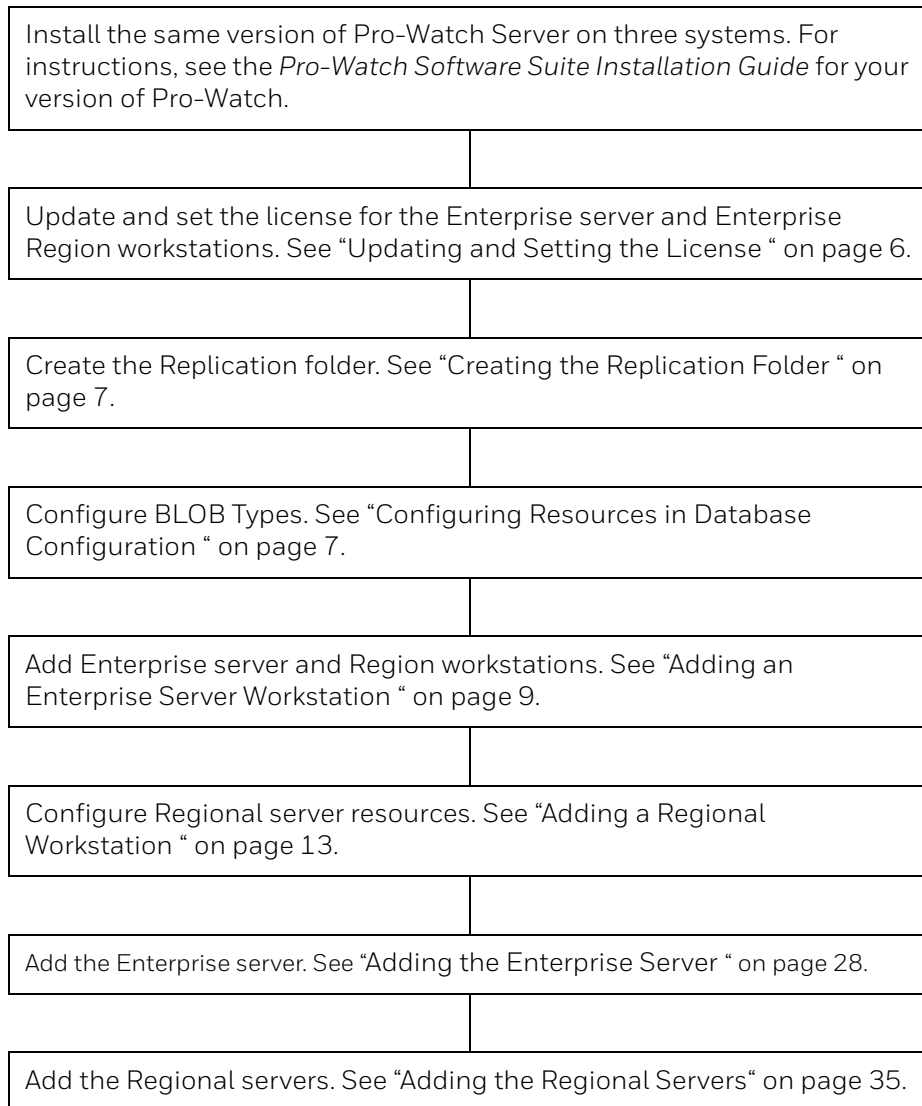 Install the same version of Pro-Watch Server on three systems. For
instructions, see the Pro-Watch Software Suite Installation Guide for your
version of Pro-Watch.
Update and set the license for the Enterprise server and Enterprise
Region workstations. See “Updating and Setting the License “ on page 6.
Create the Replication folder. See “Creating the Replication Folder “ on
page 7.
Configure BLOB Types. See “Configuring Resources in Database
Configuration “ on page 7.
Add Enterprise server and Region workstations. See “Adding an
Enterprise Server Workstation “ on page 9.
Configure Regional server resources. See “Adding a Regional
Workstation “ on page 13.
Add the Enterprise server. See “Adding the Enterprise Server “ on page 28.
Add the Regional servers. See “Adding the Regional Servers“ on page 35.